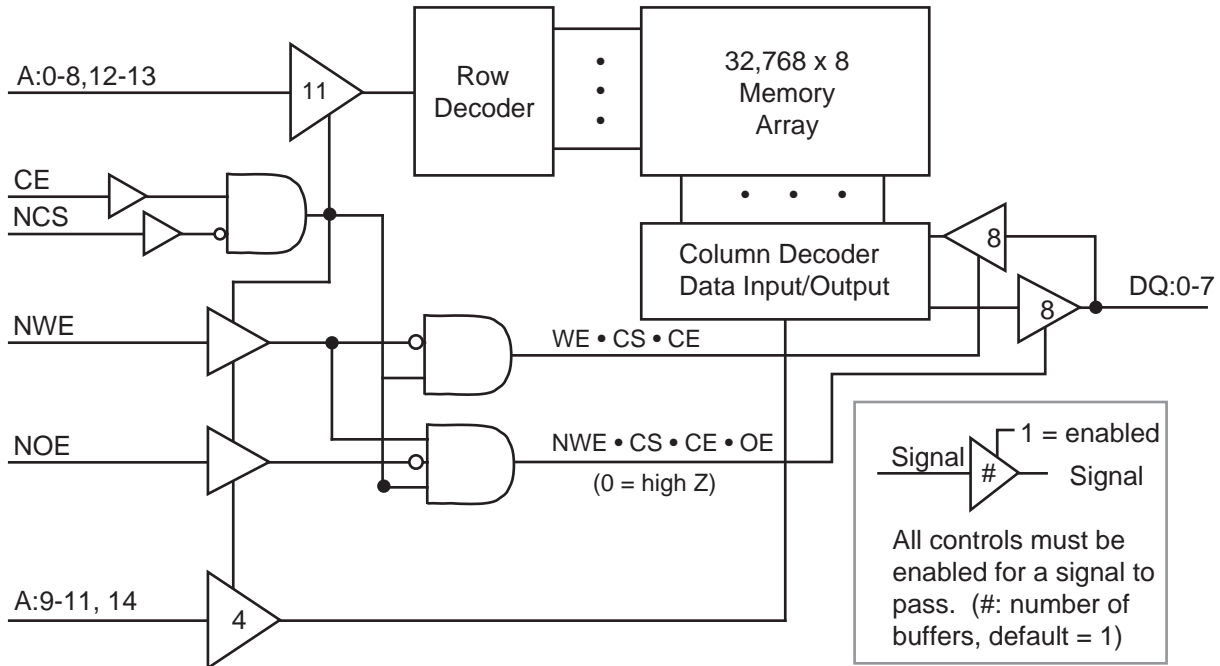 A:0-8,12-13
11
Row
Decoder
32,768 x 8
Memory
Array
CE
NCS
Column Decoder
Data Input/Output
8
8
DQ:0-7
NWE
WE • CS • CE
NOE
NWE • CS • CE • OE
(0 = high Z)
A:9-11, 14
4
1 = enabled
Signal
#
Signal
All controls must be
enabled for a signal to
pass. (#: number of
buffers, default = 1)